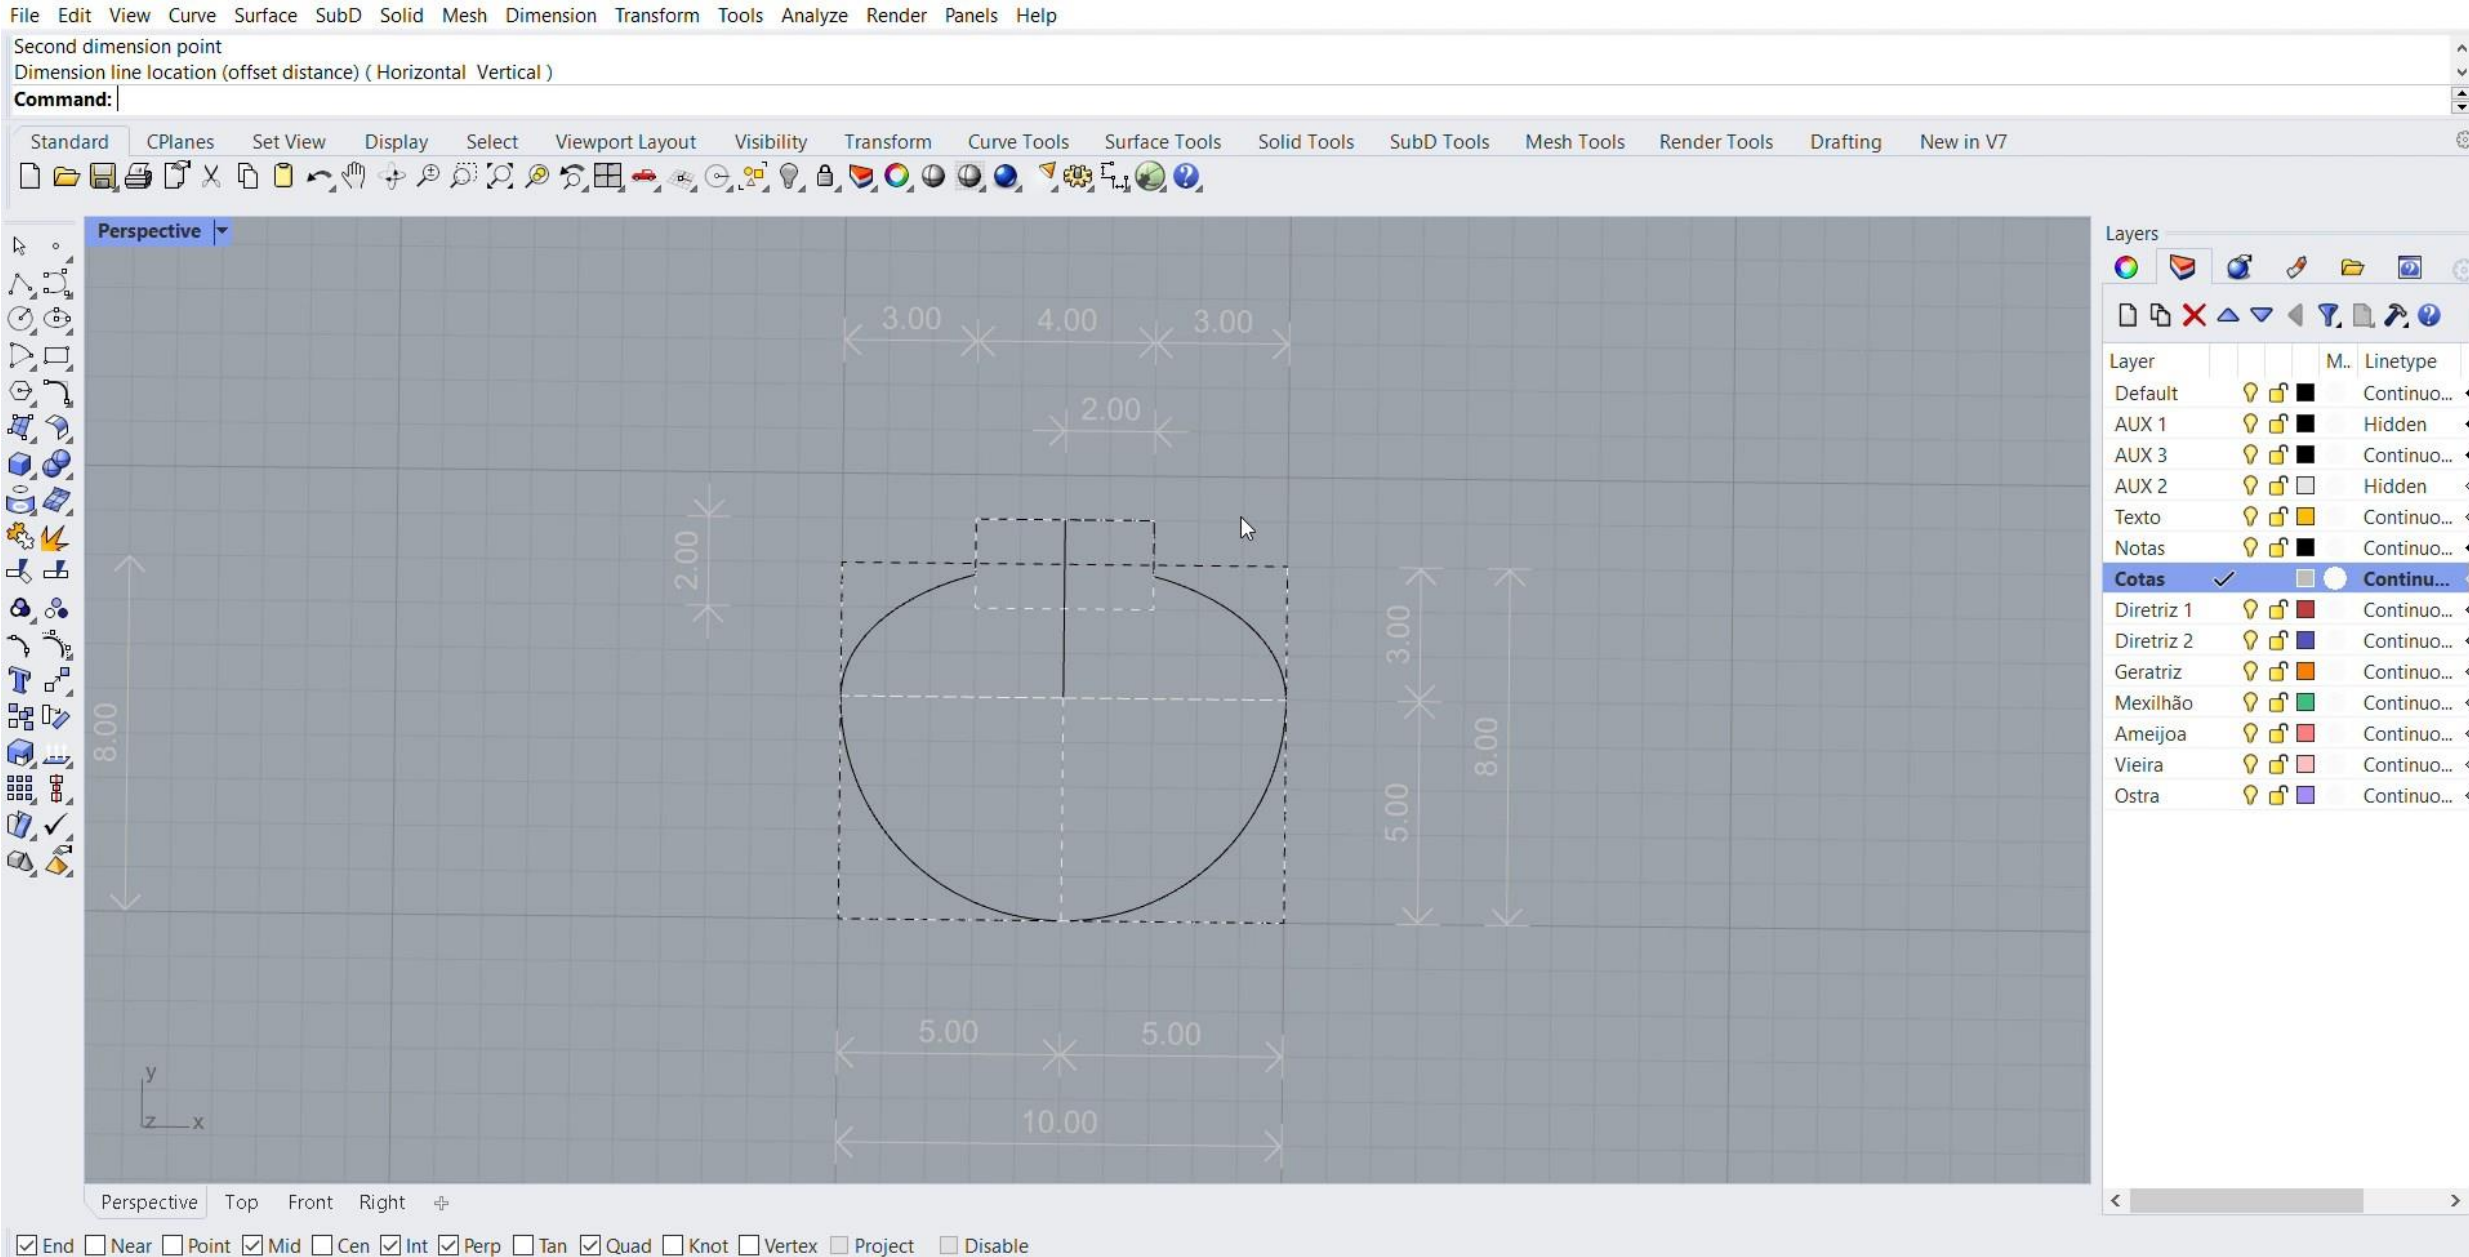 File Edit View Curve Surface SubD Solid Mesh Dimension Transform Tools Analyze Render Panels Help
Second dimension point
Dimension line location (offset distance) ( Horizontal Vertical )
Command:
Standard CPlanes Set View Display Select Viewport Layout Visibility Transform Curve Tools Surface Tools Solid Tools SubD Tools Mesh Tools Render Tools Drafting New in V7
Perspective
3.00 4.00 3.00
2.00
2.00
8.00
3.00
8.00
5.00
5.00 5.00
10.00
y
z x
Layers
Layer M.. Linetype
Default Continuo...
AUX 1 Hidden
AUX 3 Continuo...
AUX 2 Hidden
Texto Continuo...
Notas Continuo...
Cotas Continu...
Diretriz 1 Continuo...
Diretriz 2 Continuo...
Geratriz Continuo...
Mexilhão Continuo...
Ameijoa Continuo...
Vieira Continuo...
Ostra Continuo...
Perspective Top Front Right
End Near Point Mid Cen Int Perp Tan Quad Knot Vertex Project Disable